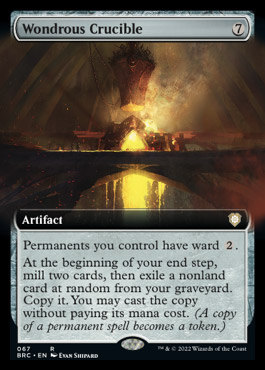 Wondrous Crucible 7
Artifact
Permanents you control have ward 2.
At the beginning of your end step,
mill two cards, then exile a nonland
card at random from your graveyard.
Copy it. You may cast the copy
without paying its mana cost. (A copy
of a permanent spell becomes a token.)
067 R
BRC • EN Evan Shipard
™ & © 2022 Wizards of the Coast